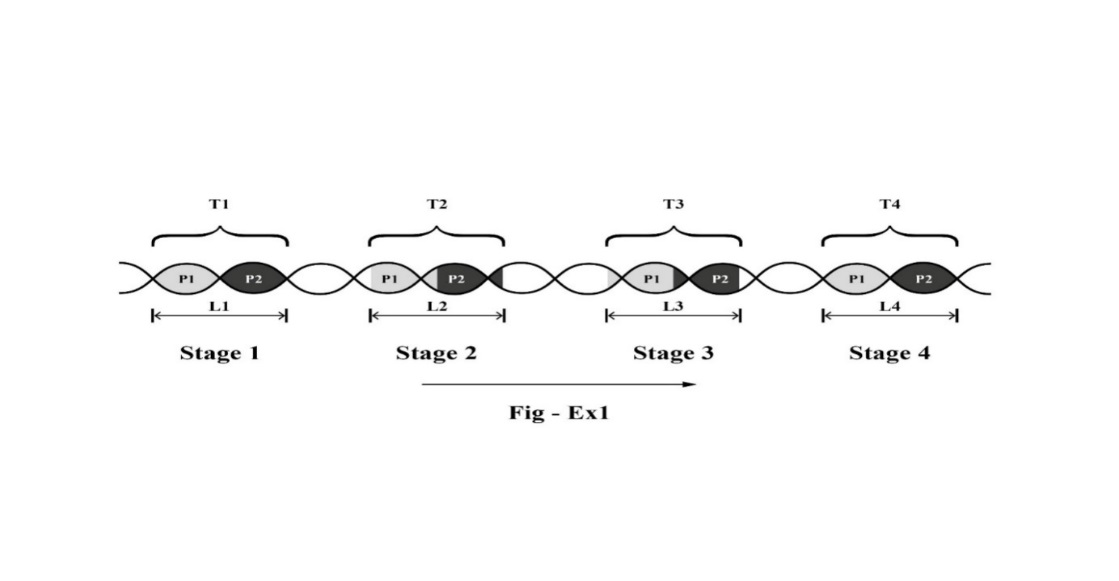 T1 T2 T3 T4
P1 P2 P1 P2 P1 P2 P1 P2
L1 L2 L3 L4
Stage 1 Stage 2 Stage 3 Stage 4
Fig - Ex1